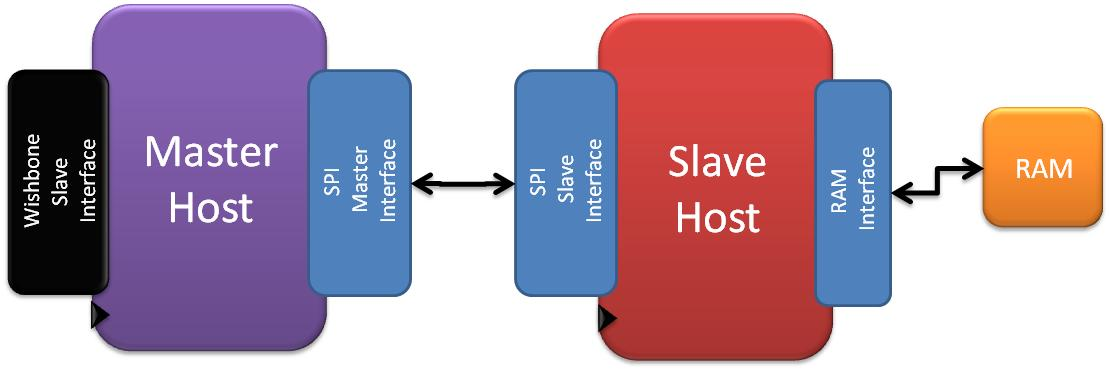 Wishbone
Slave
Interface
Master
Host
SPI
Master
Interface
SPI
Slave
Interface
Slave
Host
RAM
Interface
RAM